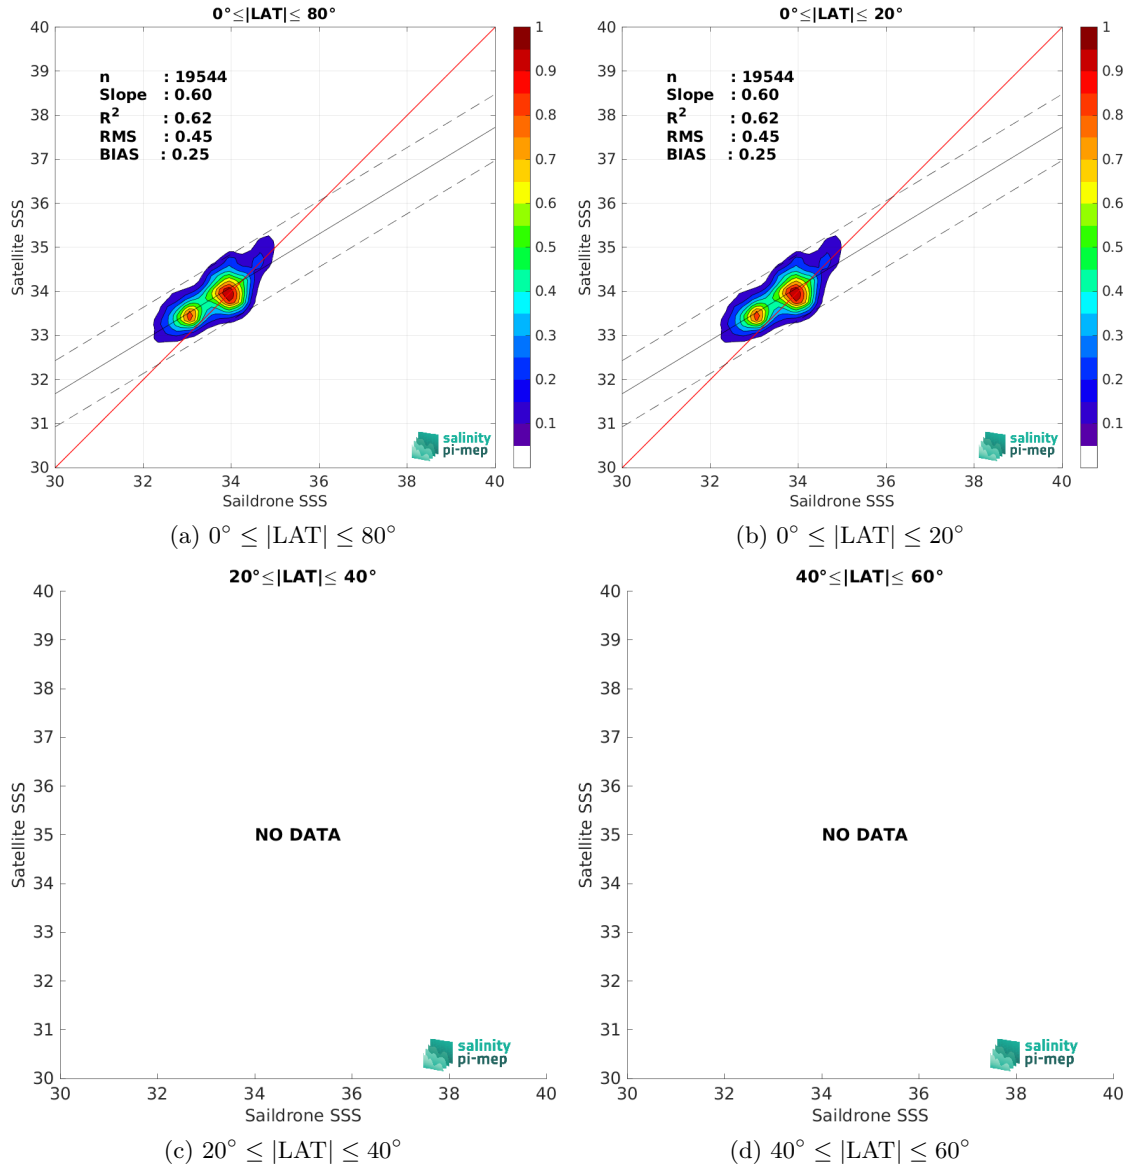 0°≤|LAT|≤ 80°
40
39
38
37
36
35
34
33
32
31
30
Satellite SSS
n : 19544
Slope : 0.60
R² : 0.62
RMS : 0.45
BIAS : 0.25
salinity
pi-mep
30 32 34 36 38 40
Saildrone SSS
1
0.9
0.8
0.7
0.6
0.5
0.4
0.3
0.2
0.1
(a) 0° ≤ |LAT| ≤ 80°
0°≤|LAT|≤ 20°
40
39
38
37
36
35
34
33
32
31
30
Satellite SSS
n : 19544
Slope : 0.60
R² : 0.62
RMS : 0.45
BIAS : 0.25
salinity
pi-mep
30 32 34 36 38 40
Saildrone SSS
1
0.9
0.8
0.7
0.6
0.5
0.4
0.3
0.2
0.1
(b) 0° ≤ |LAT| ≤ 20°
20°≤|LAT|≤ 40°
40
39
38
37
36
35
34
33
32
31
30
Satellite SSS
NO DATA
salinity
pi-mep
30 32 34 36 38 40
Saildrone SSS
(c) 20° ≤ |LAT| ≤ 40°
40°≤|LAT|≤ 60°
40
39
38
37
36
35
34
33
32
31
30
Satellite SSS
NO DATA
salinity
pi-mep
30 32 34 36 38 40
Saildrone SSS
(d) 40° ≤ |LAT| ≤ 60°